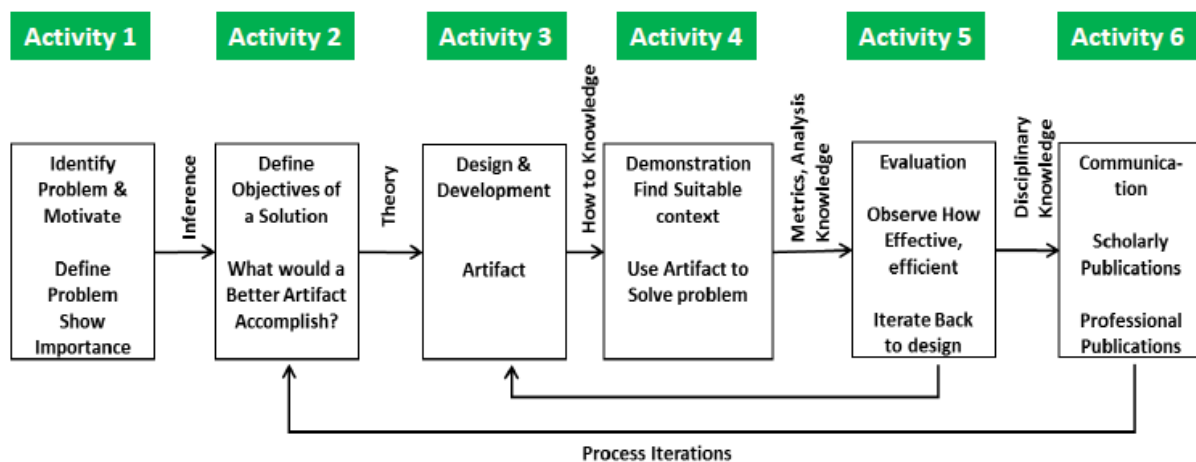 Activity 1
Activity 2
Activity 3
Activity 4
Activity 5
Activity 6
Identify
Problem &
Motivate
Define
Problem
Show
Importance
Inference
Define
Objectives of
a Solution
What would a
Better Artifact
Accomplish?
Theory
Design &
Development
Artifact
How to Knowledge
Demonstration
Find Suitable
context
Use Artifact to
Solve problem
Metrics, Analysis
Knowledge
Evaluation
Observe How
Effective,
efficient
Iterate Back
to design
Disciplinary
Knowledge
Communica-
tion
Scholarly
Publications
Professional
Publications
Process Iterations